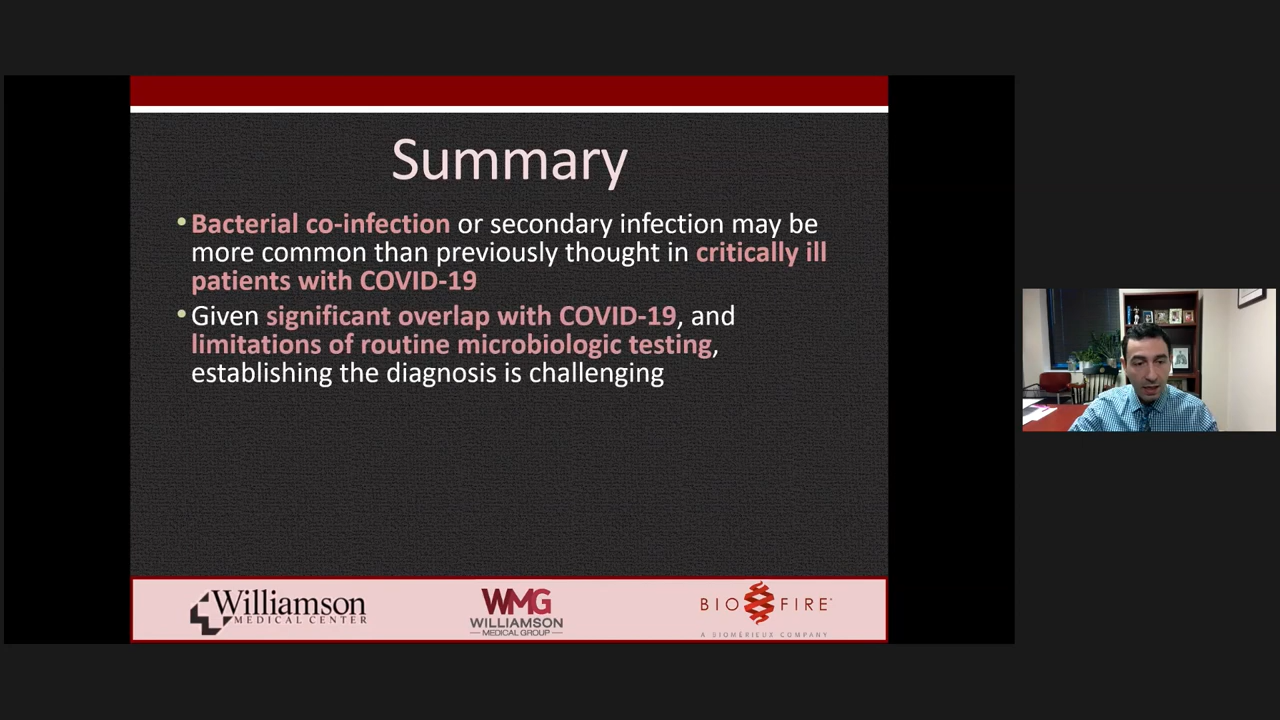 Summary
•Bacterial co-infection or secondary infection may be
more common than previously thought in critically ill
patients with COVID-19
•Given significant overlap with COVID-19, and
limitations of routine microbiologic testing,
establishing the diagnosis is challenging
Williamson
MEDICAL CENTER
WMG
WILLIAMSON
MEDICAL GROUP
BIO FIRE
A BIOMÉRIEUX COMPANY